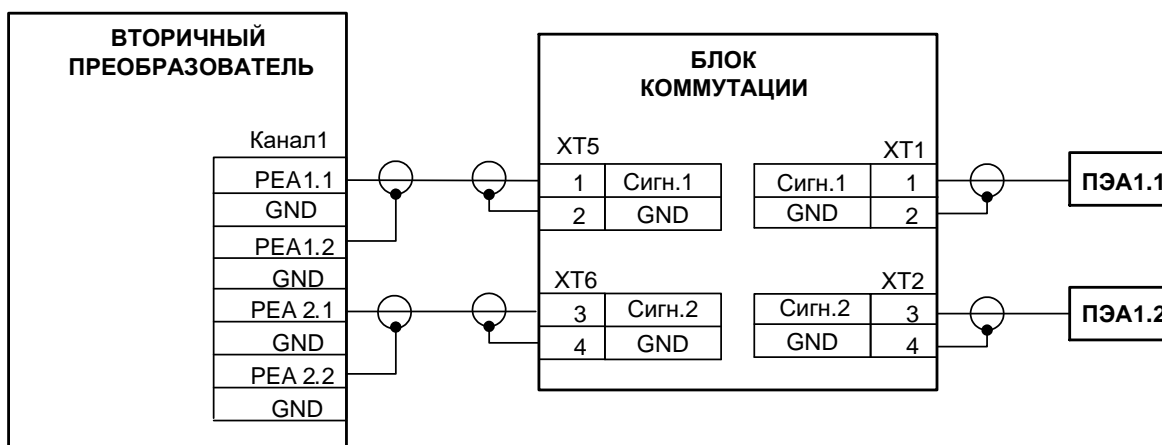 ВТОРИЧНЫЙ
ПРЕОБРАЗОВАТЕЛЬ
Канал1
PEA1.1
GND
PEA1.2
GND
PEA 2.1
GND
PEA 2.2
GND
БЛОК
КОММУТАЦИИ
XT5
1 Сигн.1
2 GND
XT6
3 Сигн.2
4 GND
XT1
Сигн.1 1
GND 2
XT2
Сигн.2 3
GND 4
ПЭА1.1
ПЭА1.2